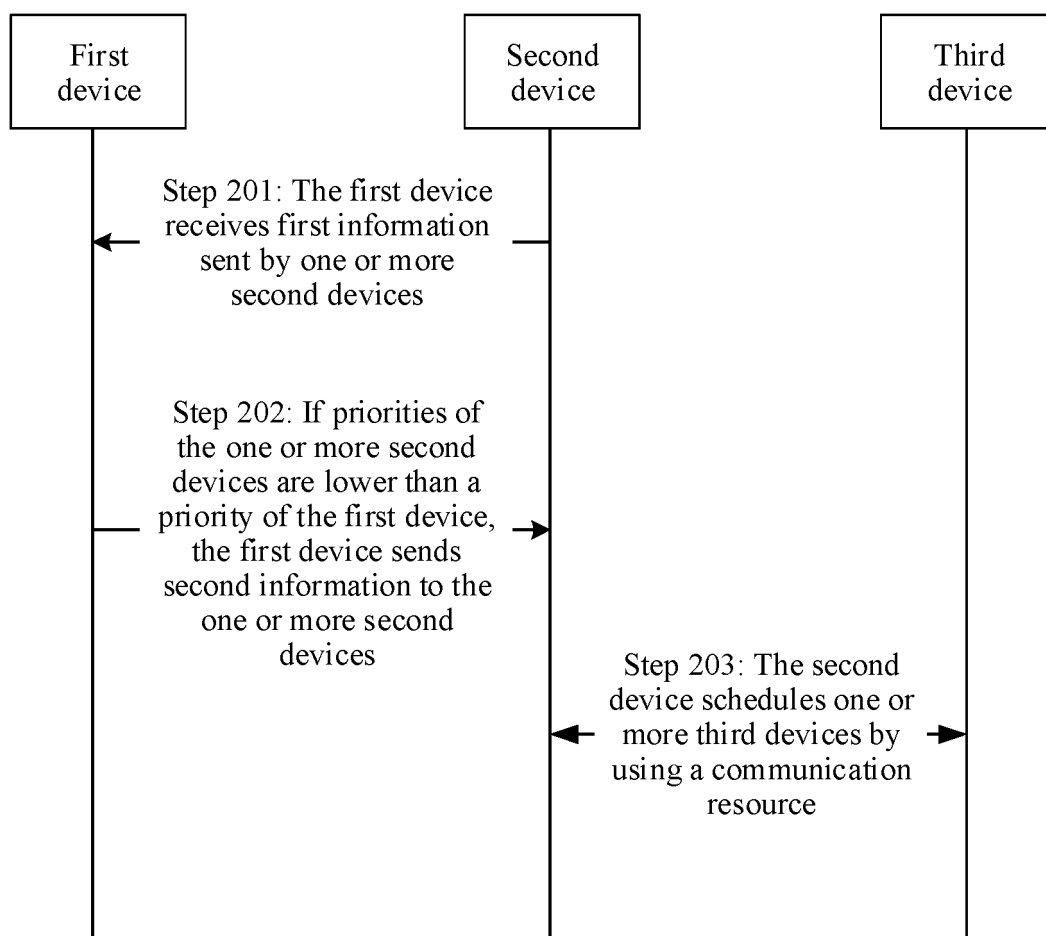 First
device
Second
device
Third
device
Step 201: The first device
receives first information
sent by one or more
second devices
Step 202: If priorities of
the one or more second
devices are lower than a
priority of the first device,
the first device sends
second information to the
one or more second
devices
Step 203: The second
device schedules one or
more third devices by
using a communication
resource